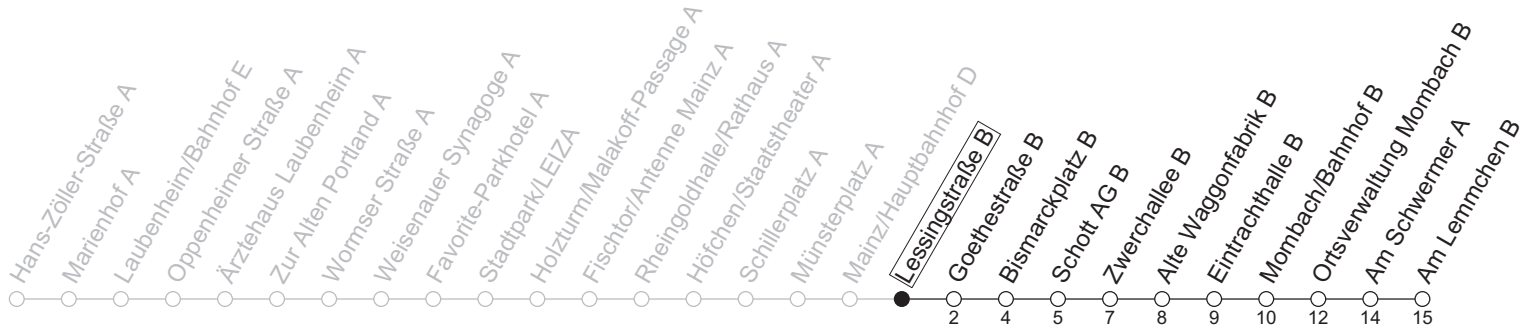 Hans-Zöller-Straße A
Marienhof A
Laubenheim/Bahnhof E
Oppenheimer Straße A
Ärztehaus Laubenheim A
Zur Alten Portland A
Wormser Straße A
Weisenauer Synagoge A
Favorite-Parkhotel A
Stadtpark/LEIZA
Holzturm/Malakoff-Passage A
Fischtor/Antenne Mainz A
Rheingoldhalle/Rathaus A
Höfchen/Staatstheater A
Schillerplatz A
Münsterplatz A
Mainz/Hauptbahnhof D
Lessingstraße B
Goethestraße B
Bismarckplatz B
Schott AG B
Zwerchallee B
Alte Waggonfabrik B
Eintrachthalle B
Mombach/Bahnhof B
Ortsverwaltung Mombach B
Am Schwermer A
Am Lemmchen B
2 4 5 7 8 9 10 12 14 15